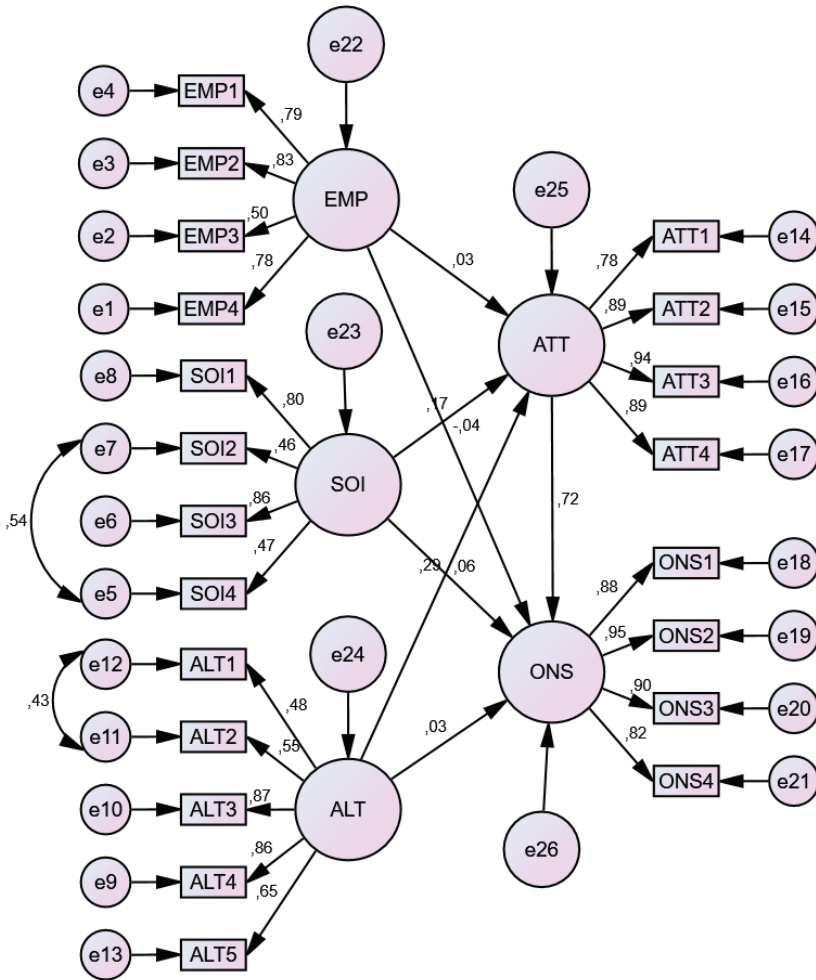 e22
e4
EMP1
,79
e3
EMP2
,83
EMP
e25
e2
EMP3
,50
,78
e1
EMP4
,03
e14
ATT1
,78
e15
ATT2
,89
ATT
e16
ATT3
,94
e17
ATT4
,89
e23
e8
SOI1
,80
e7
SOI2
,46
SOI
,17
-,04
e6
SOI3
,86
,54
,47
e5
SOI4
,72
,29
,06
e18
ONS1
,88
e19
ONS2
,95
ONS
e20
ONS3
,90
e21
ONS4
,82
e24
e12
ALT1
,48
,43
e11
ALT2
,55
,03
e10
ALT3
,87
ALT
e9
ALT4
,86
,65
e13
ALT5
e26